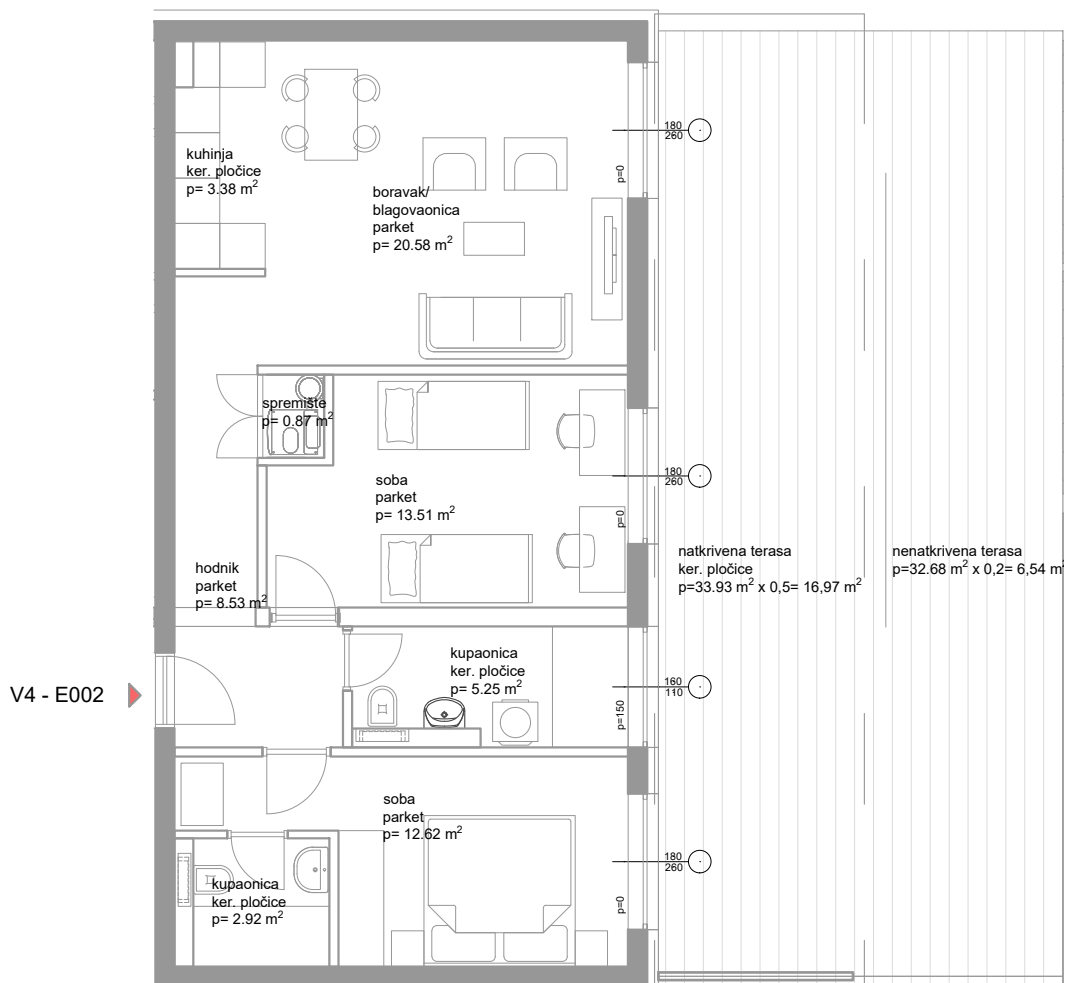 kuhinja
ker. pločice
p= 3.38 m²
boravak/
blagovaonica
parket
p= 20.58 m²
180
260
p=0
spremište
p= 0.87 m²
soba
parket
p= 13.51 m²
180
260
p=0
hodnik
parket
p= 8.53 m²
natkrivena terasa
ker. pločice
p=33.93 m² x 0,5= 16,97 m²
nenatkrivena terasa
p=32.68 m² x 0,2= 6,54 m²
V4 - E002
kupaonica
ker. pločice
p= 5.25 m²
160
110
p=150
soba
parket
p= 12.62 m²
180
260
p=0
kupaonica
ker. pločice
p= 2.92 m²